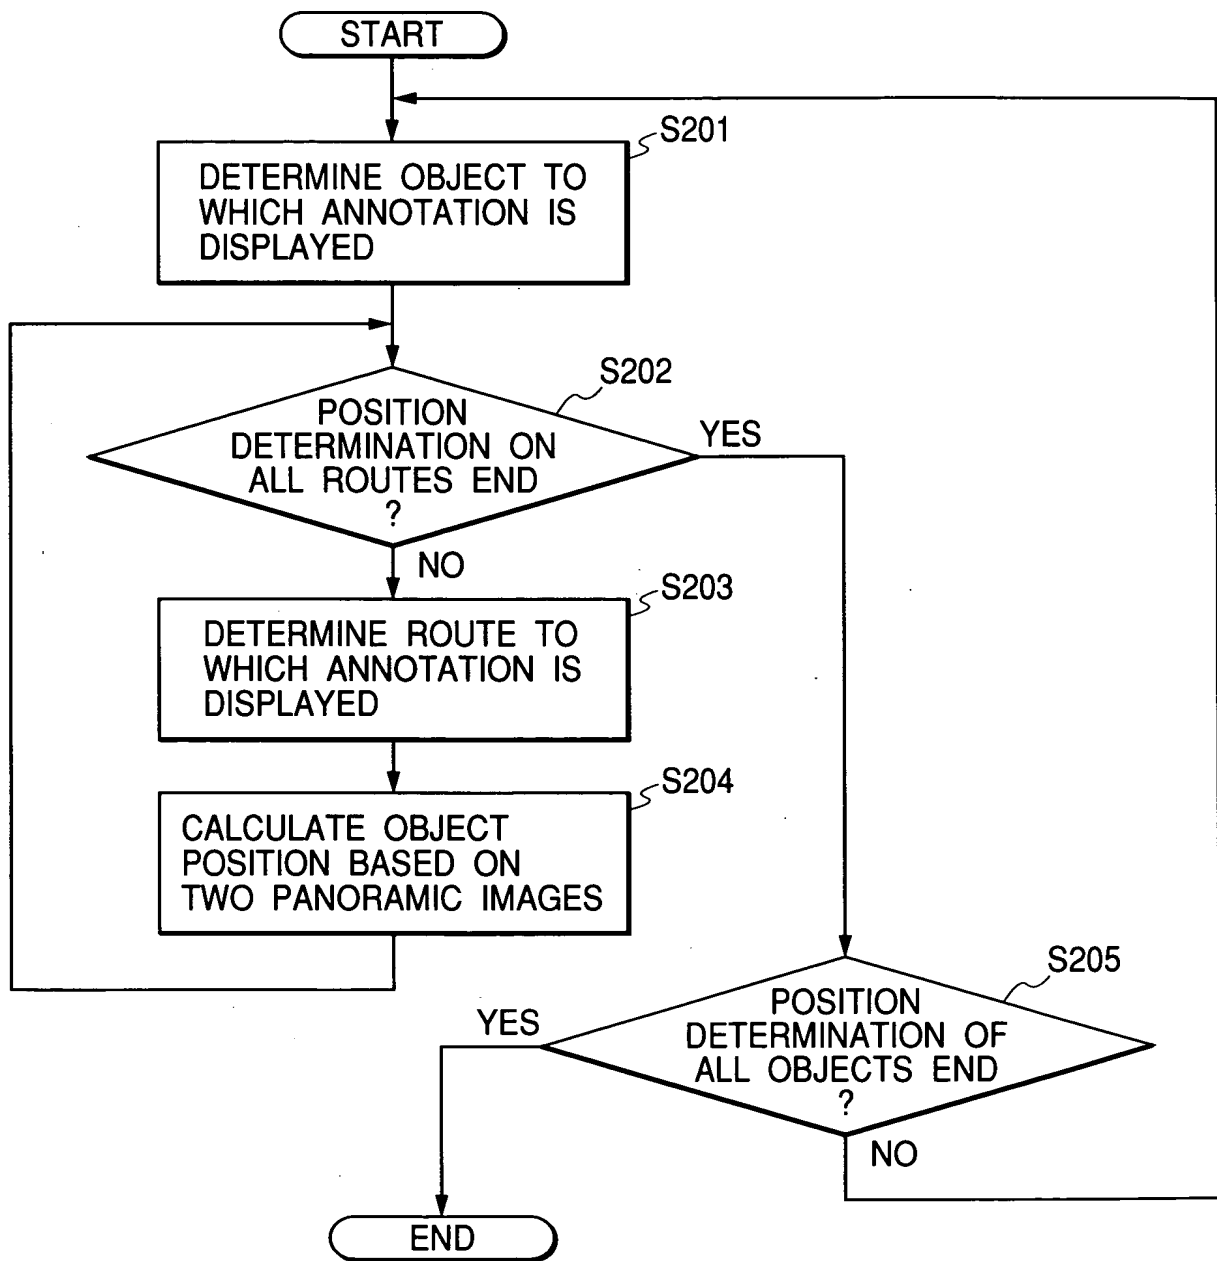 START
S201
DETERMINE OBJECT TO
WHICH ANNOTATION IS
DISPLAYED
S202
POSITION
DETERMINATION ON
ALL ROUTES END
?
YES
NO
S203
DETERMINE ROUTE TO
WHICH ANNOTATION IS
DISPLAYED
S204
CALCULATE OBJECT
POSITION BASED ON
TWO PANORAMIC IMAGES
S205
POSITION
DETERMINATION OF
ALL OBJECTS END
?
YES
NO
END